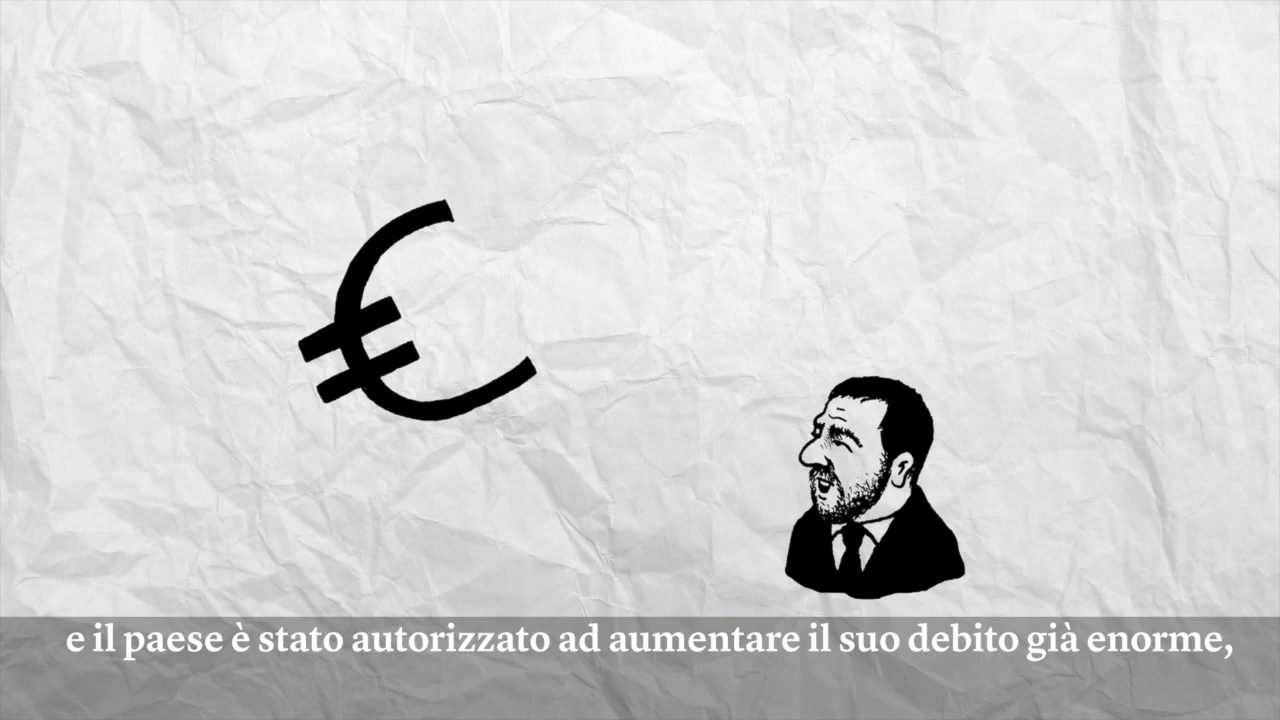 €
e il paese è stato autorizzato ad aumentare il suo debito già enorme,